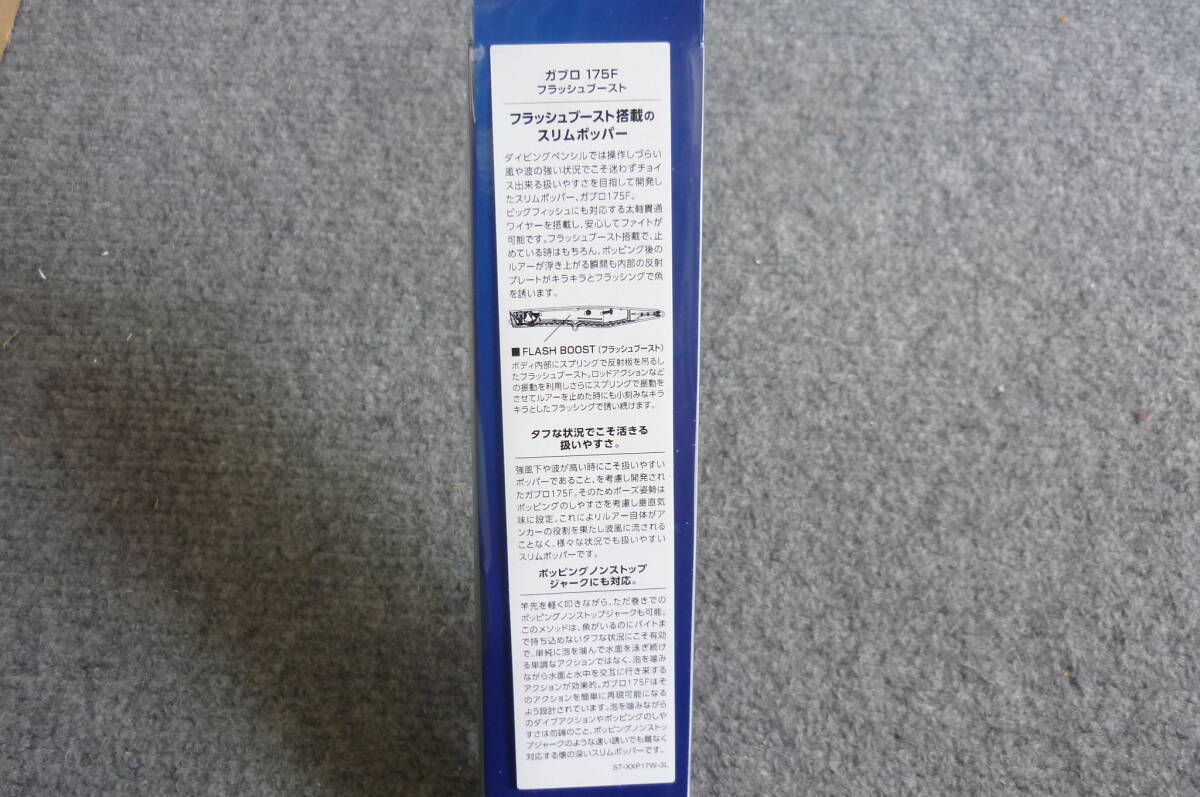 ガブロ 175F
フラッシュブースト
フラッシュブースト搭載の
スリムポッパー
ダイビングペンシルでは操作しづらい
風や波の強い状況でこそ迷わずチョイ
ス出来る扱いやすさを目指して開発し
たスリムポッパー、ガブロ175F。
ビッグフィッシュにも対応する太軸貫通
ワイヤーを搭載し、安心してファイトが
可能です。フラッシュブースト搭載で、止
めている時はもちろん、ポッピング後の
ルアーが浮き上がる瞬間も内部の反射
プレートがキラキラとフラッシングで魚
を誘います。
■ FLASH BOOST (フラッシュブースト)
ボディ内部にスプリングで反射板を吊るし
たフラッシュブースト。ロッドアクションなど
の振動を利用しさらにスプリングで振動を
させてルアーを止めた時にも小刻みなキラ
キラとしたフラッシングで誘い続けます。
タフな状況でこそ活きる
扱いやすさ。
強風下や波が高い時にこそ扱いやすい
ポッパーであること、を考慮し開発され
たガブロ175F。そのためポーズ姿勢は
ポッピングのしやすさを考慮し垂直気
味に設定。これによりルアー自体がア
ンカーの役割を果たし波風に流される
ことなく、様々な状況でも扱いやすい
スリムポッパーです。
ポッピングノンストップ
ジャークにも対応。
竿先を軽く叩きながら、ただ巻きでの
ポッピングノンストップジャークも可能。
このメソッドは、魚がいるのにバイトま
で持ち込めないタフな状況にこそ有効
で、単純に泡を噛んで水面を泳ぎ続け
る単調なアクションではなく、泡を噛み
ながら水面と水中を交互に行き来する
アクションが効果的。ガブロ175Fはそ
のアクションを簡単に再現可能になる
よう設計されています。泡を噛みながら
のダイブアクションやポッピングのしや
すさは勿論のこと、ポッピングノンストッ
プジャークのような速い誘いでも難なく
対応する懐の深いスリムポッパーです。
ST-XXP17W-3L